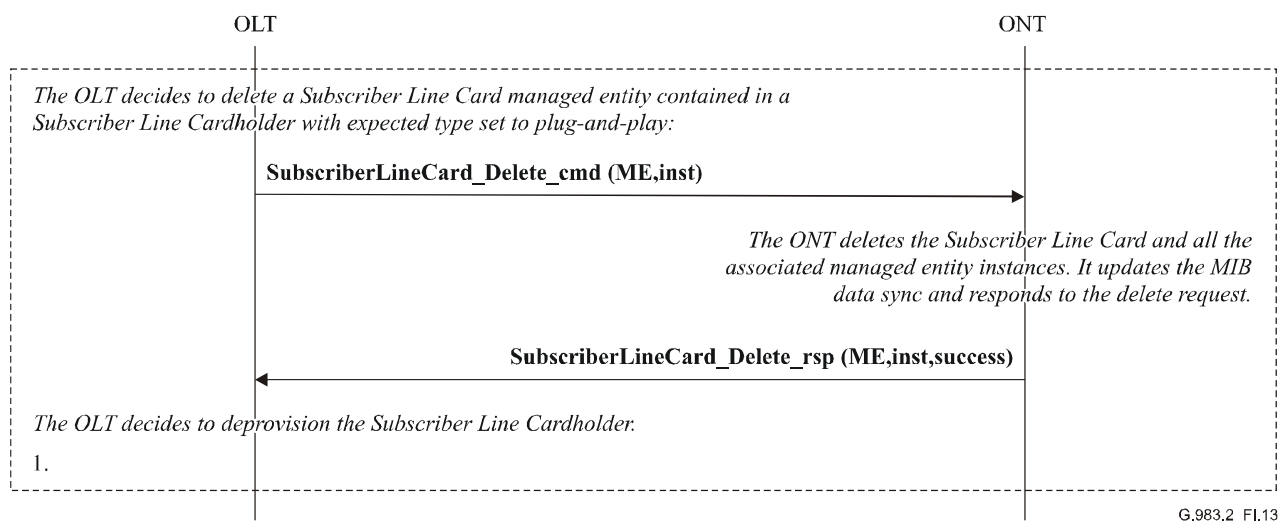 OLT
ONT
The OLT decides to delete a Subscriber Line Card managed entity contained in a
Subscriber Line Cardholder with expected type set to plug-and-play:
SubscriberLineCard_Delete_cmd (ME,inst)
The ONT deletes the Subscriber Line Card and all the
associated managed entity instances. It updates the MIB
data sync and responds to the delete request.
SubscriberLineCard_Delete_rsp (ME,inst,success)
The OLT decides to deprovision the Subscriber Line Cardholder.
1.
G.983.2_FI.13